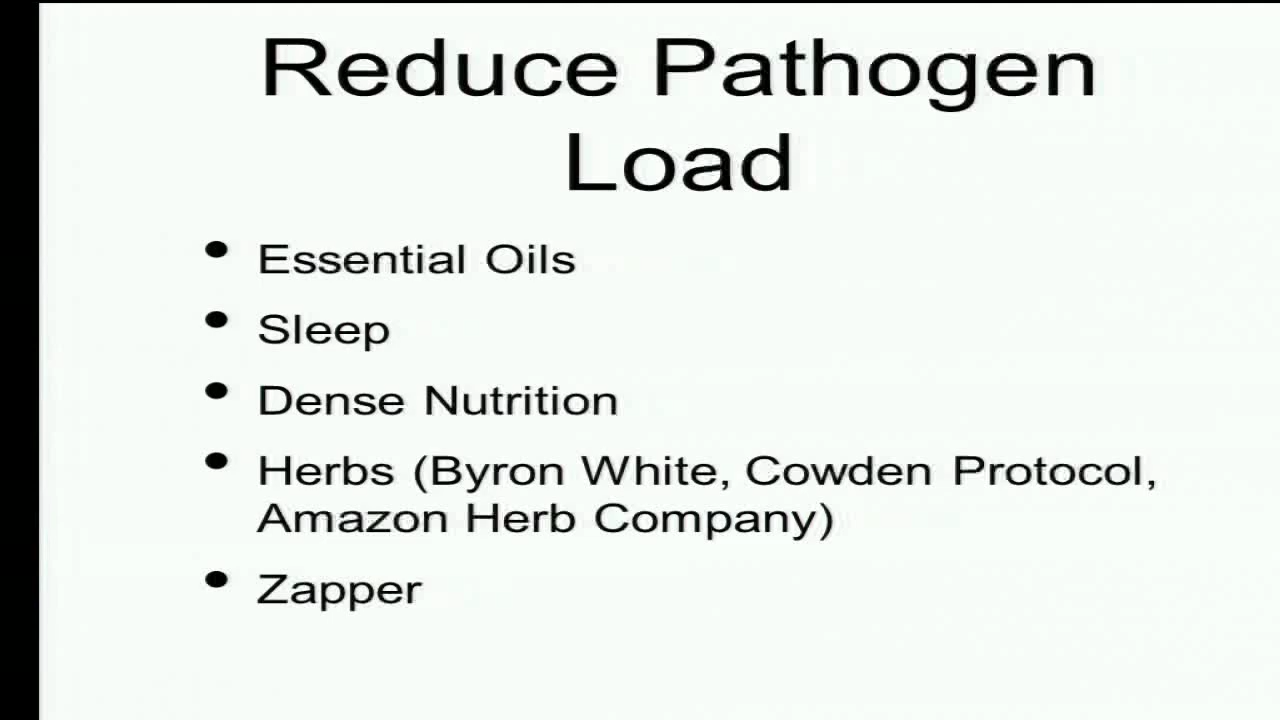 Reduce Pathogen
Load
• Essential Oils
• Sleep
• Dense Nutrition
• Herbs (Byron White, Cowden Protocol,
Amazon Herb Company)
• Zapper